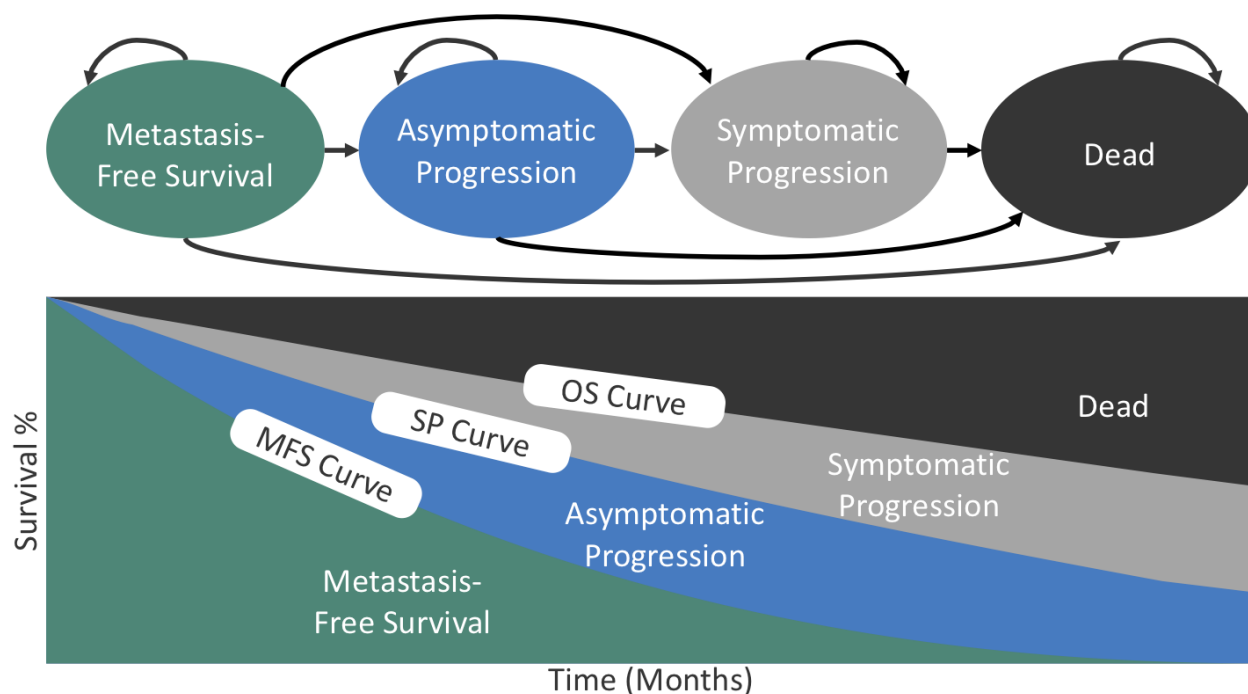 Metastasis-
Free Survival
Asymptomatic
Progression
Symptomatic
Progression
Dead
Survival %
OS Curve
SP Curve
MFS Curve
Dead
Symptomatic
Progression
Asymptomatic
Progression
Metastasis-
Free Survival
Time (Months)